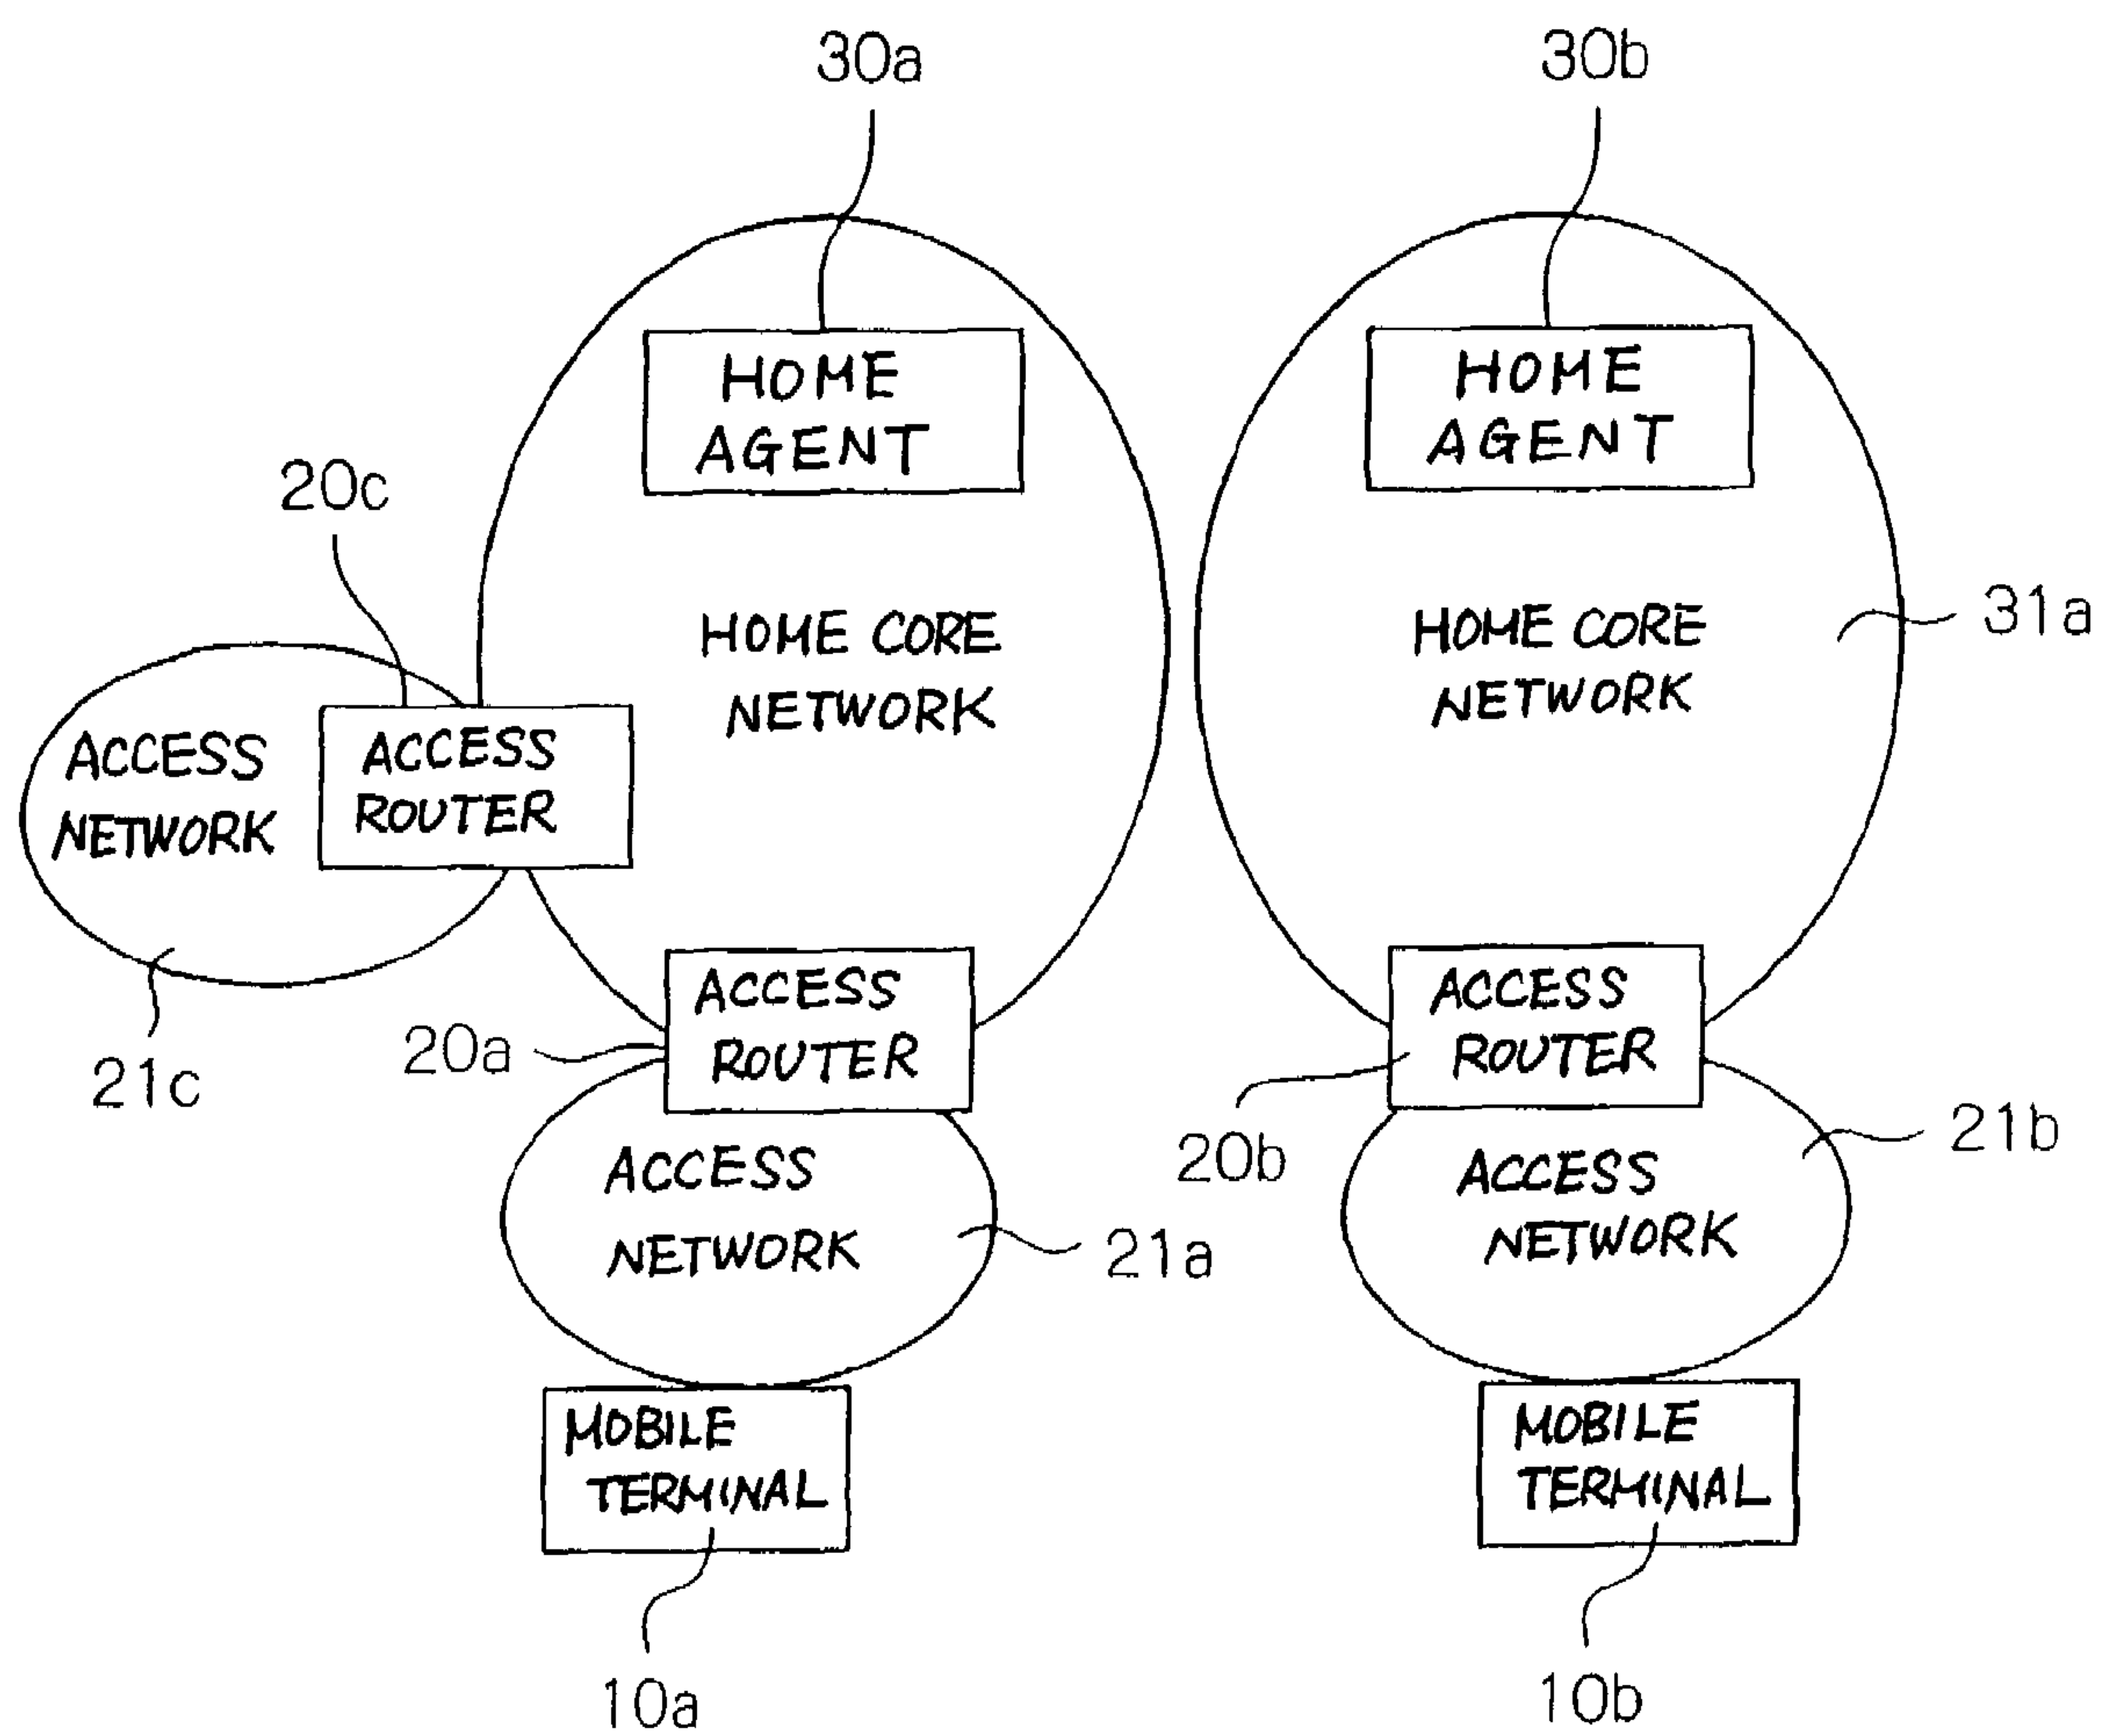 30a
30b
HOME
AGENT
HOME
AGENT
20c
HOME CORE
NETWORK
HOME CORE
NETWORK
31a
ACCESS
NETWORK
ACCESS
ROUTER
21c
20a
ACCESS
ROUTER
ACCESS
ROUTER
20b
21b
ACCESS
NETWORK
21a
ACCESS
NETWORK
MOBILE
TERMINAL
MOBILE
TERMINAL
10a
10b